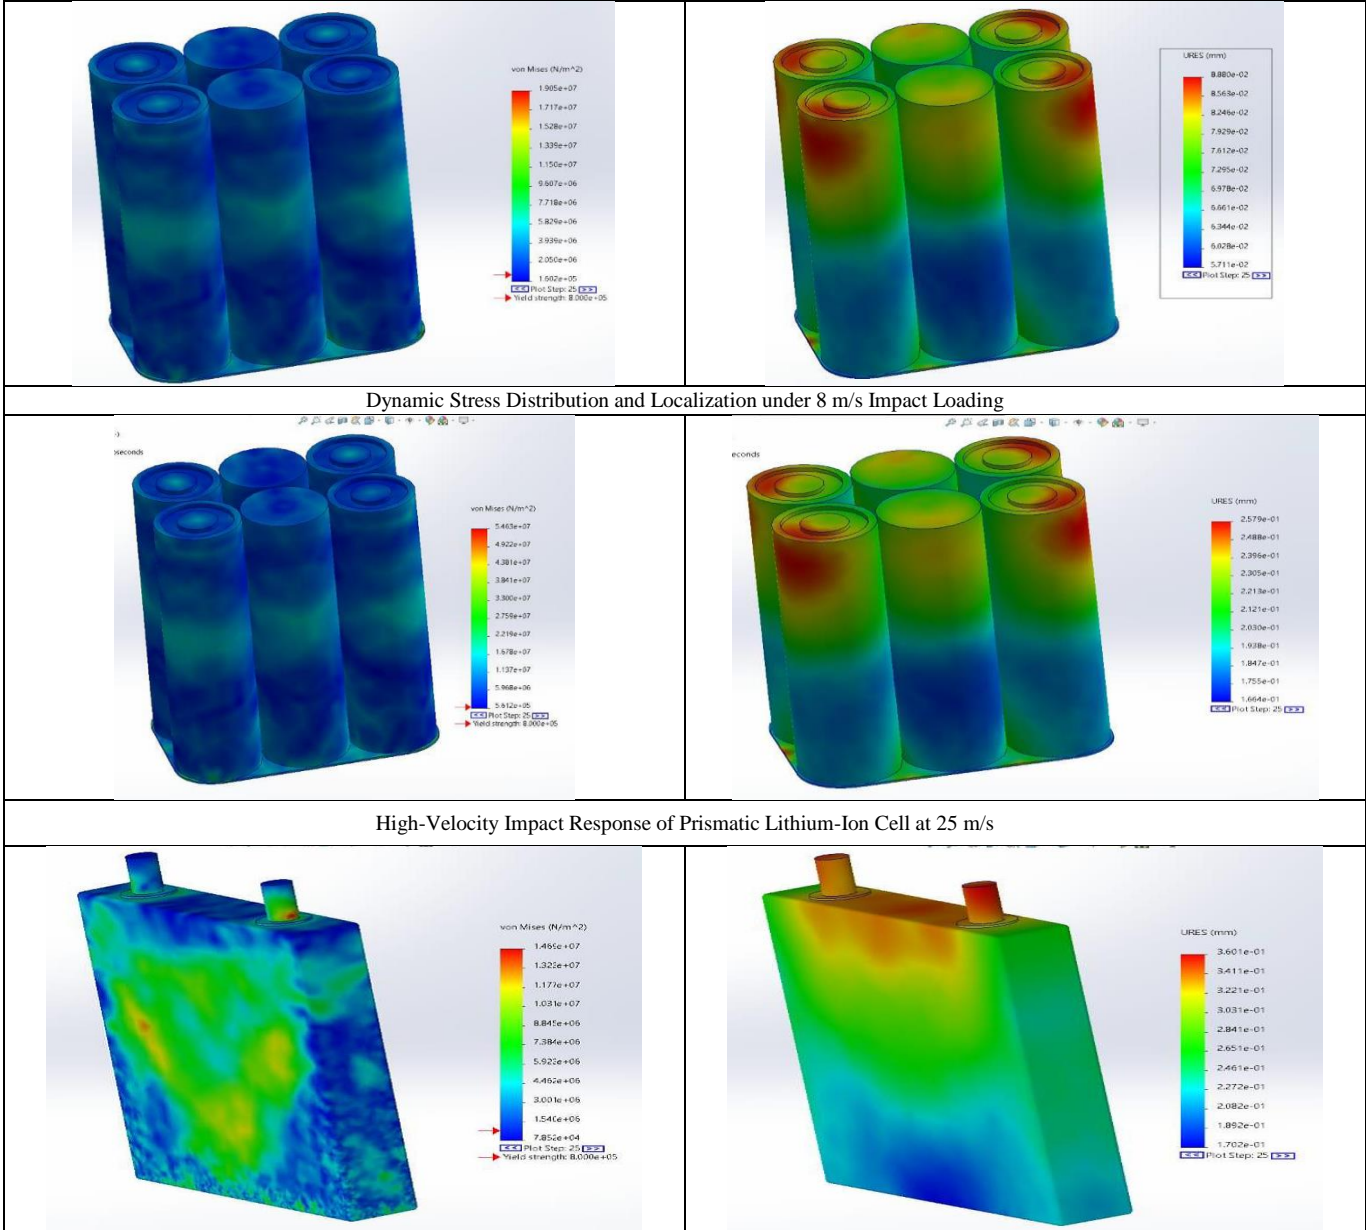 von Mises (N/m^2)
1.905e+07
1.717e+07
1.528e+07
1.339e+07
1.150e+07
9.607e+06
7.718e+06
5.829e+06
3.939e+06
2.050e+06
1.602e+05
<< Plot Step: 25 >>
Yield strength: 8.000e+05
URES (mm)
8.880e-02
8.563e-02
8.246e-02
7.929e-02
7.612e-02
7.295e-02
6.978e-02
6.661e-02
6.344e-02
6.028e-02
5.711e-02
<< Plot Step: 25 >>
Dynamic Stress Distribution and Localization under 8 m/s Impact Loading
oseconds
von Mises (N/m^2)
5.463e+07
4.922e+07
4.381e+07
3.841e+07
3.300e+07
2.759e+07
2.219e+07
1.678e+07
1.137e+07
5.968e+06
5.612e+05
<< Plot Step: 25 >>
Yield strength: 8.000e+05
econds
URES (mm)
2.579e-01
2.488e-01
2.396e-01
2.305e-01
2.213e-01
2.121e-01
2.030e-01
1.938e-01
1.847e-01
1.755e-01
1.664e-01
<< Plot Step: 25 >>
High-Velocity Impact Response of Prismatic Lithium-Ion Cell at 25 m/s
von Mises (N/m^2)
1.469e+07
1.322e+07
1.177e+07
1.031e+07
8.845e+06
7.384e+06
5.922e+06
4.462e+06
3.001e+06
1.540e+06
7.852e+04
<< Plot Step: 25 >>
Yield strength: 8.000e+05
URES (mm)
3.601e-01
3.411e-01
3.221e-01
3.031e-01
2.841e-01
2.651e-01
2.461e-01
2.272e-01
2.082e-01
1.892e-01
1.702e-01
<< Plot Step: 25 >>